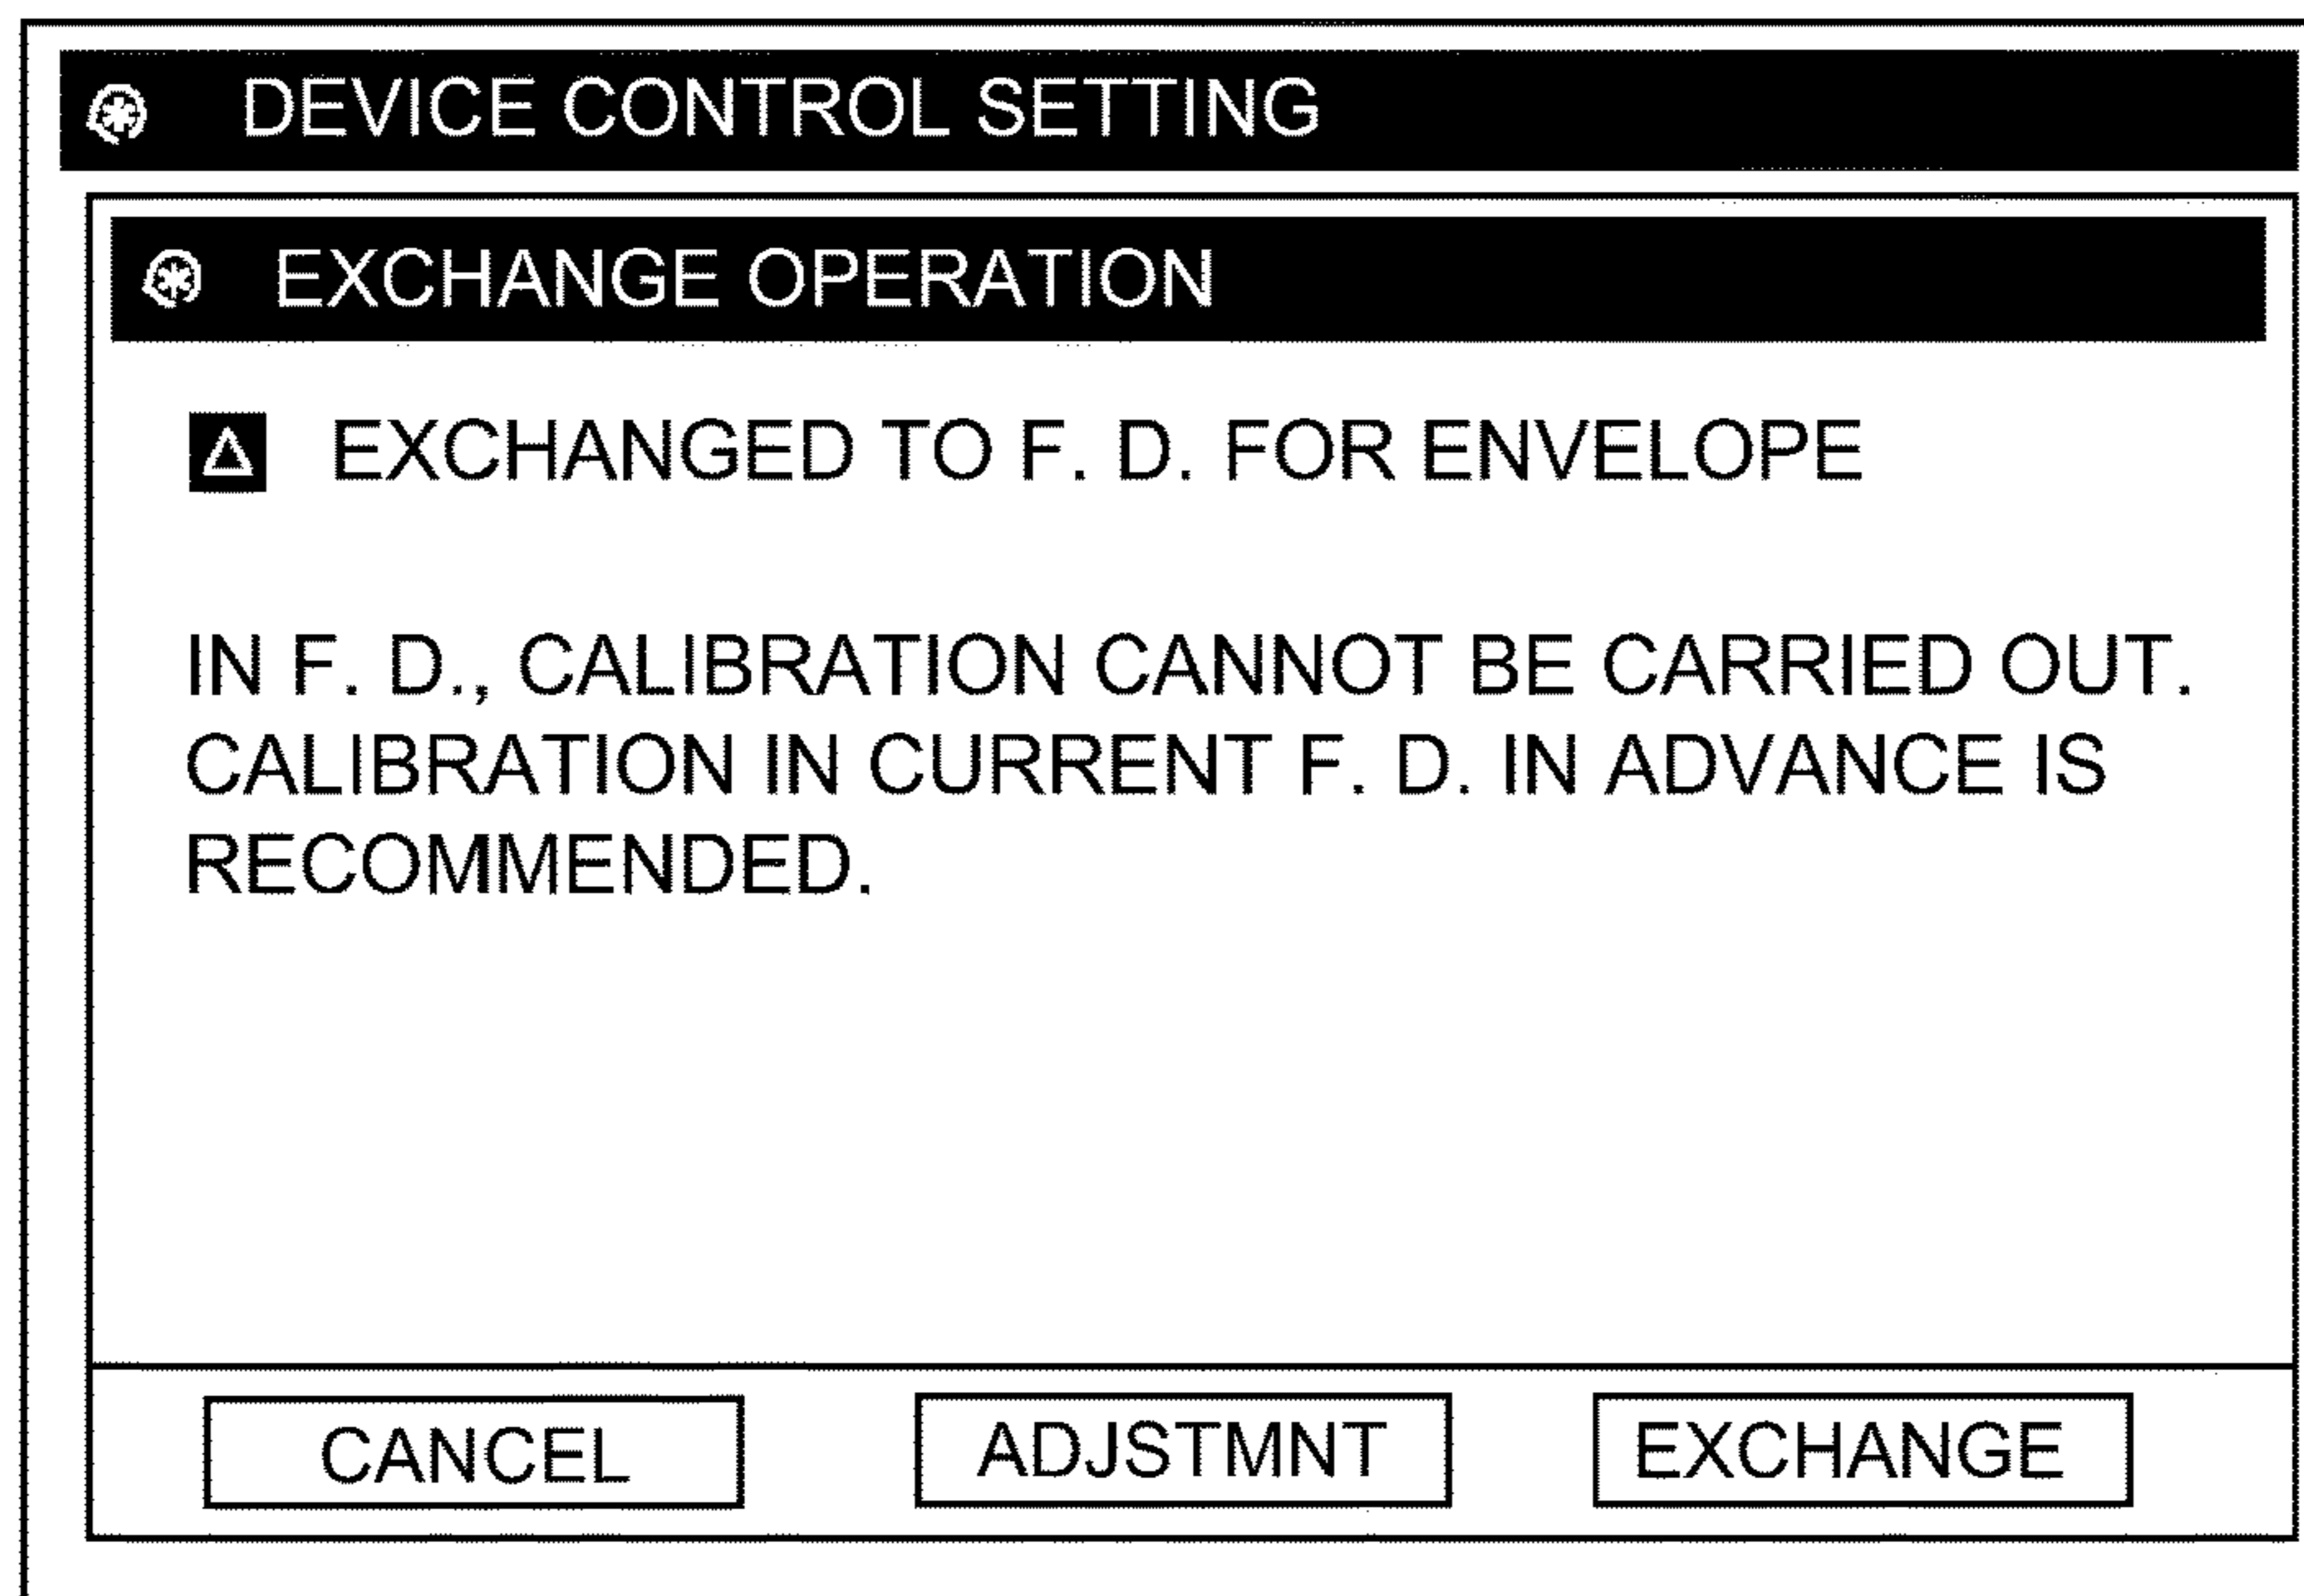 DEVICE CONTROL SETTING
EXCHANGE OPERATION
EXCHANGED TO F. D. FOR ENVELOPE
IN F. D., CALIBRATION CANNOT BE CARRIED OUT.
CALIBRATION IN CURRENT F. D. IN ADVANCE IS
RECOMMENDED.
CANCEL
ADJSTMNT
EXCHANGE